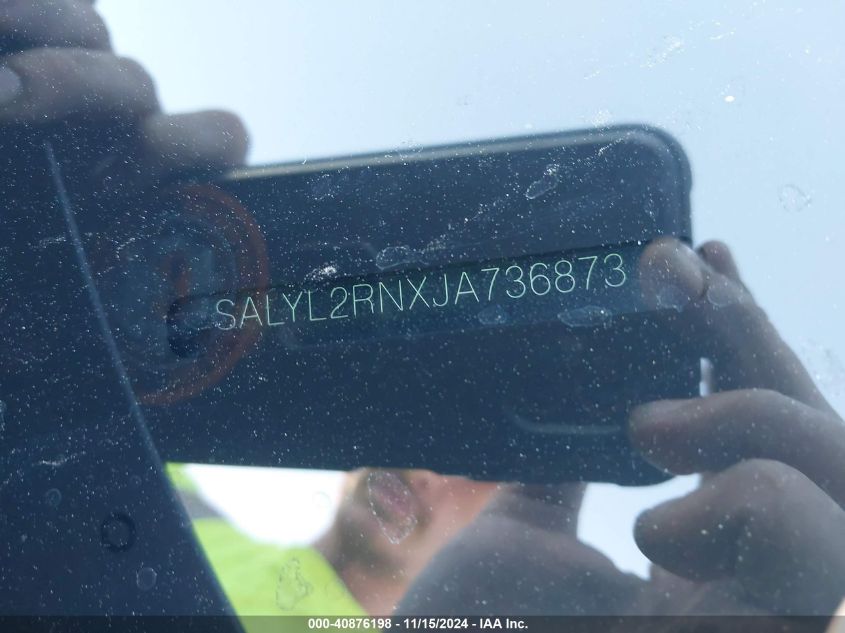 SALYL2RNXJA736873
000-40876198 - 11/15/2024 - IAA Inc.